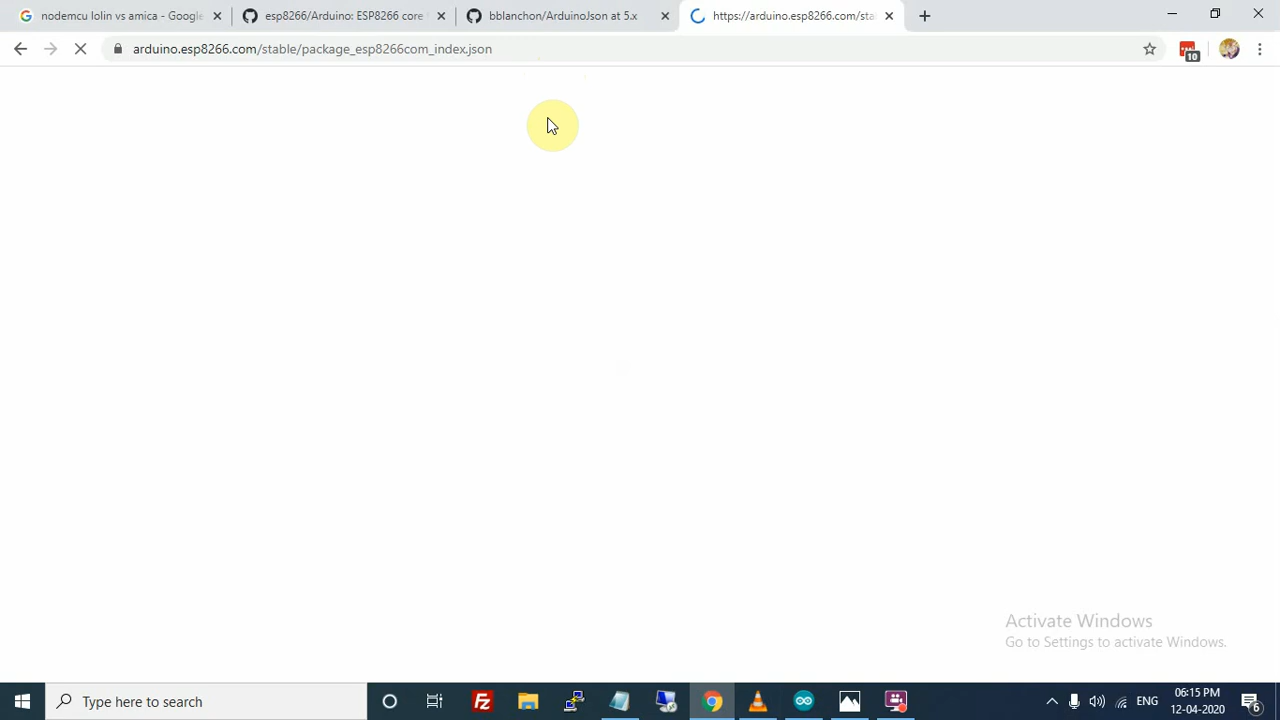 nodemcu lolin vs amica - Google
esp8266/Arduino: ESP8266 core f
bblanchon/ArduinoJson at 5.x
https://arduino.esp8266.com/sta
arduino.esp8266.com/stable/package_esp8266com_index.json
10
Activate Windows
Go to Settings to activate Windows.
Type here to search
ENG
06:15 PM
12-04-2020
6